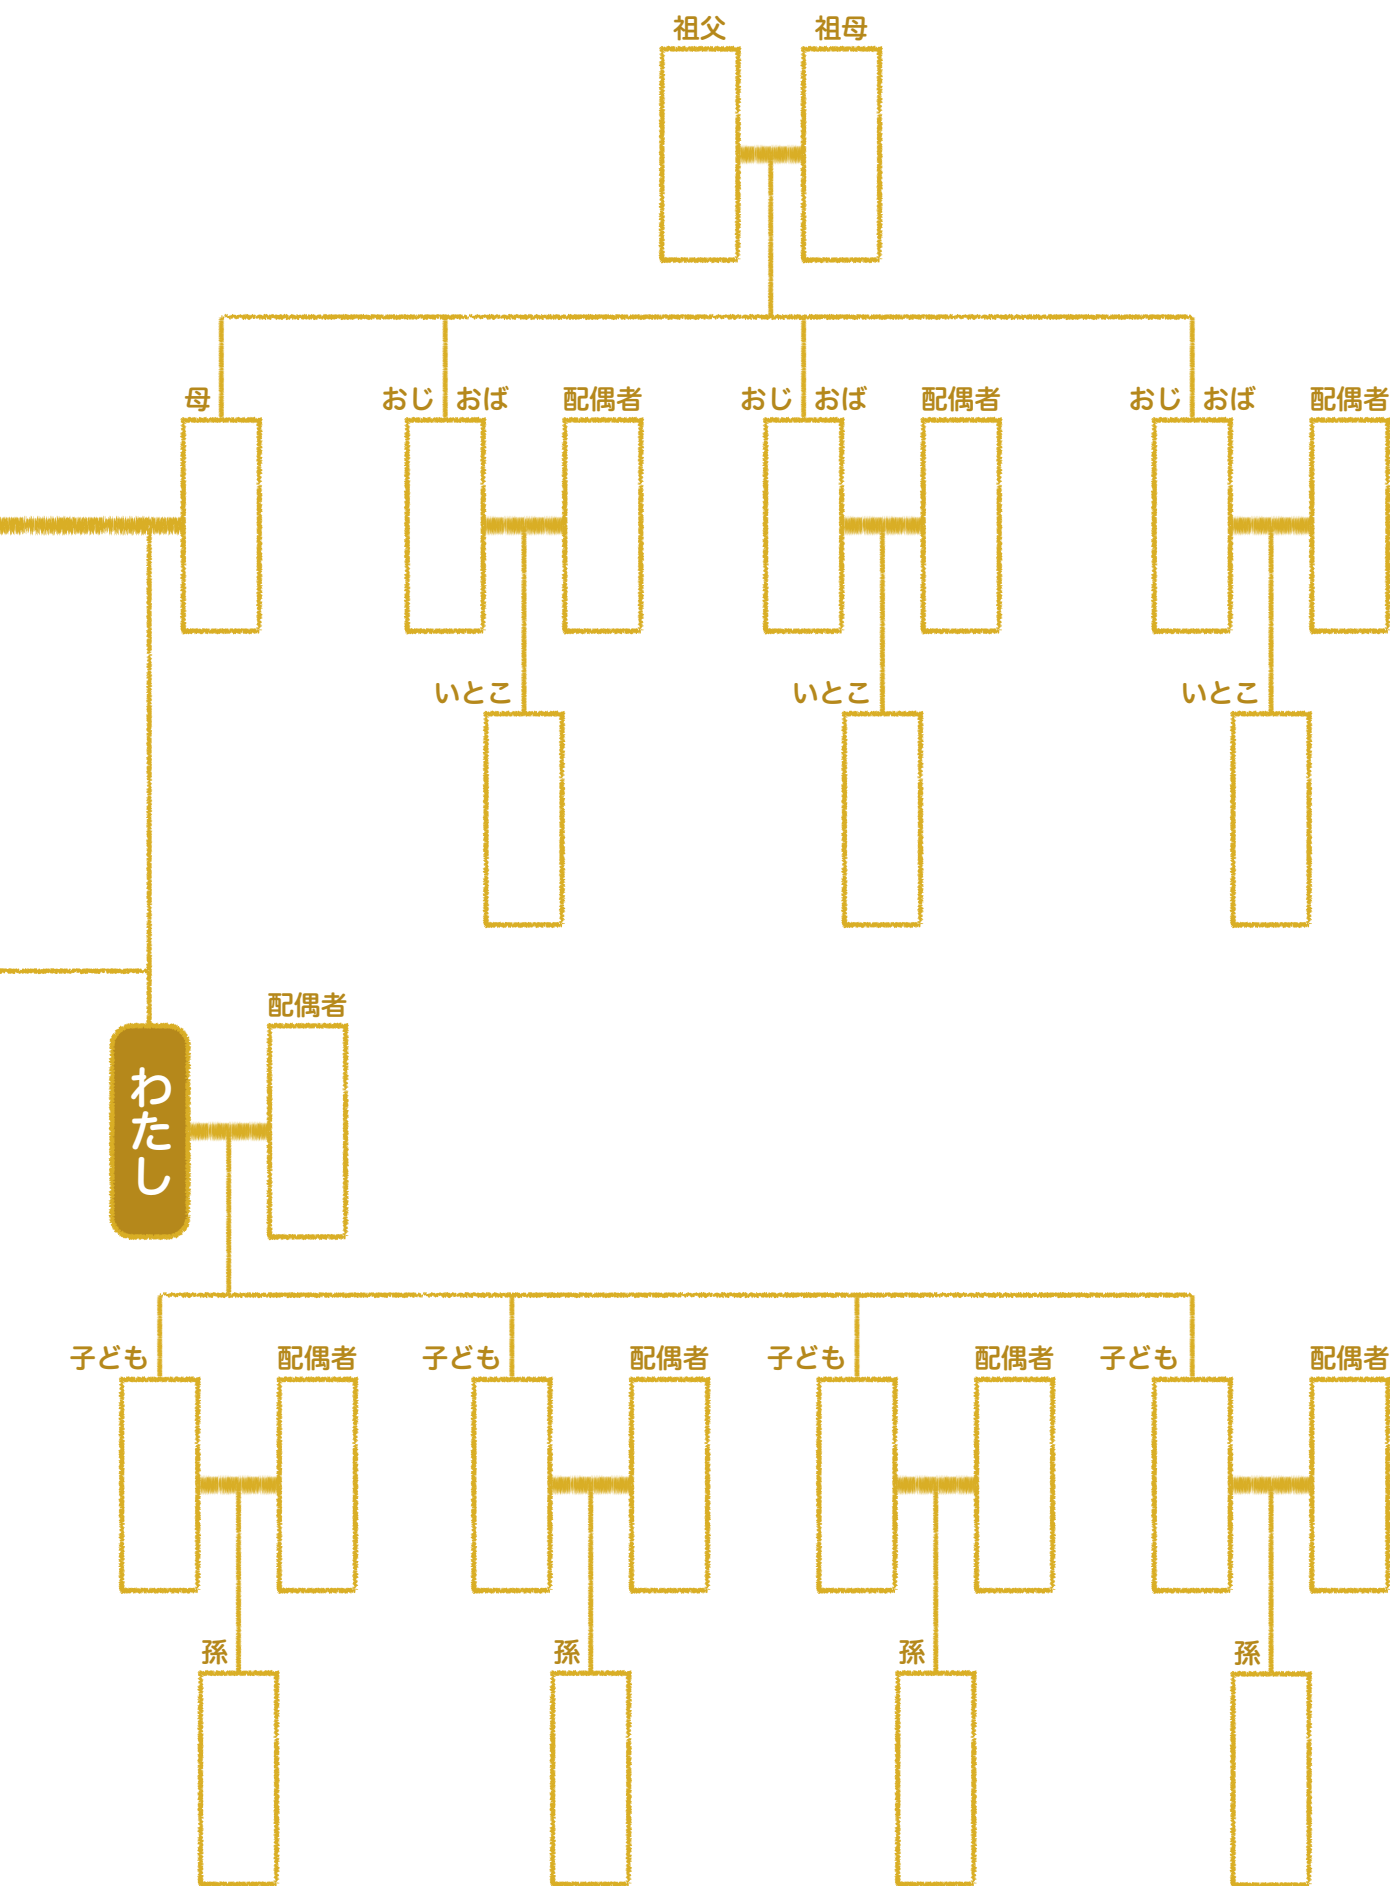 祖父 祖母
母 おじ おば 配偶者 おじ おば 配偶者 おじ おば 配偶者
いとこ いとこ いとこ
配偶者
わたし
子ども 配偶者 子ども 配偶者 子ども 配偶者 子ども 配偶者
孫 孫 孫 孫